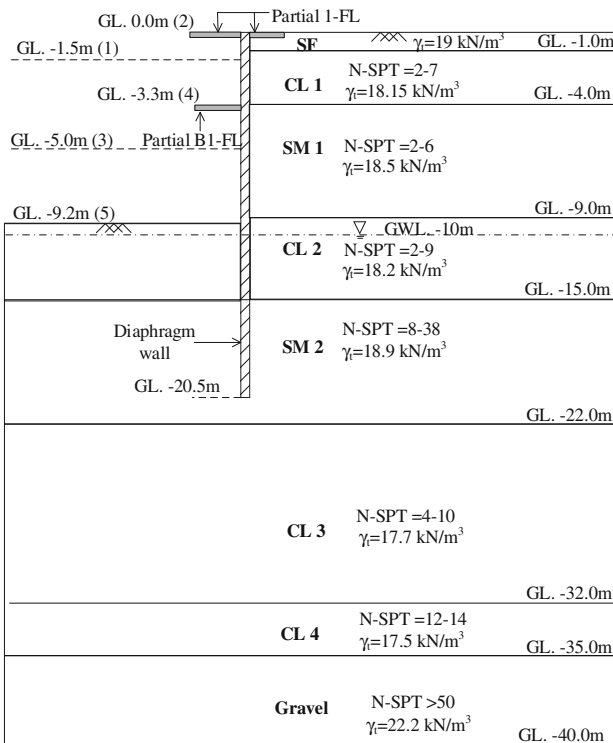 GL. 0.0m (2)
Partial 1-FL
GL. -1.5m (1)
SF
γt=19 kN/m³
GL. -1.0m
CL 1
N-SPT =2-7
γt=18.15 kN/m³
GL. -3.3m (4)
GL. -4.0m
GL. -5.0m (3)
Partial B1-FL
SM 1
N-SPT =2-6
γt=18.5 kN/m³
GL. -9.2m (5)
GL. -9.0m
GWL. -10m
CL 2
N-SPT =2-9
γt=18.2 kN/m³
GL. -15.0m
Diaphragm
wall
SM 2
N-SPT =8-38
γt=18.9 kN/m³
GL. -20.5m
GL. -22.0m
CL 3
N-SPT =4-10
γt=17.7 kN/m³
GL. -32.0m
CL 4
N-SPT =12-14
γt=17.5 kN/m³
GL. -35.0m
Gravel
N-SPT >50
γt=22.2 kN/m³
GL. -40.0m